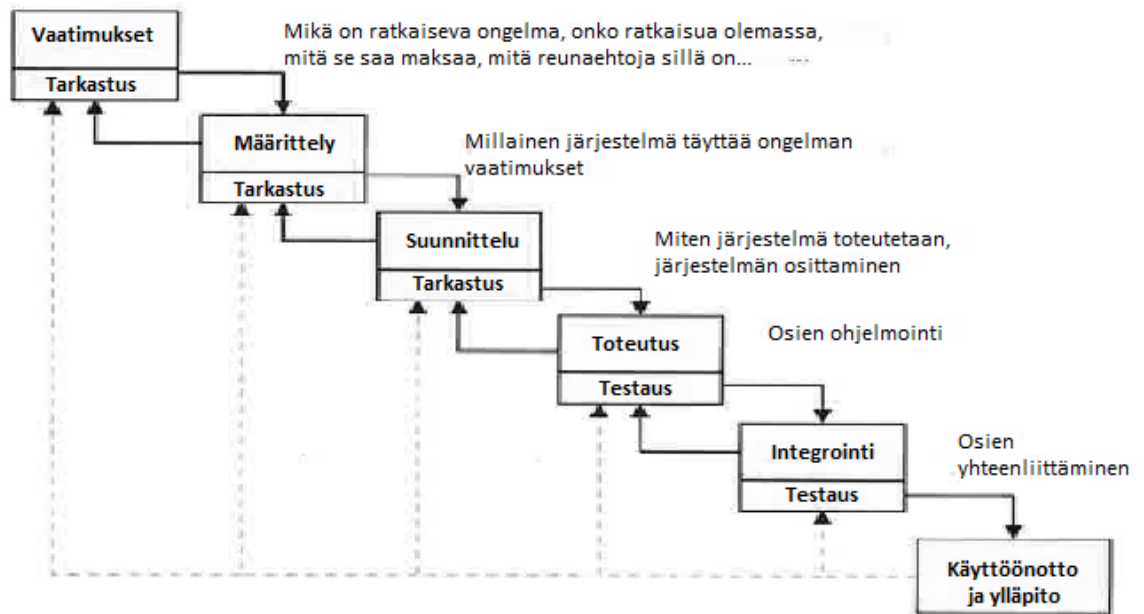 Vaatimukset
Tarkastus
Mikä on ratkaiseva ongelma, onko ratkaisua olemassa,
mitä se saa maksaa, mitä reunaehtoja sillä on...
Määrittely
Tarkastus
Millainen järjestelmä täyttää ongelman
vaatimukset
Suunnittelu
Tarkastus
Miten järjestelmä toteutetaan,
järjestelmän osittaminen
Toteutus
Testaus
Osien ohjelmointi
Integrointi
Testaus
Osien
yhteenliittäminen
Käyttöönotto
ja ylläpito